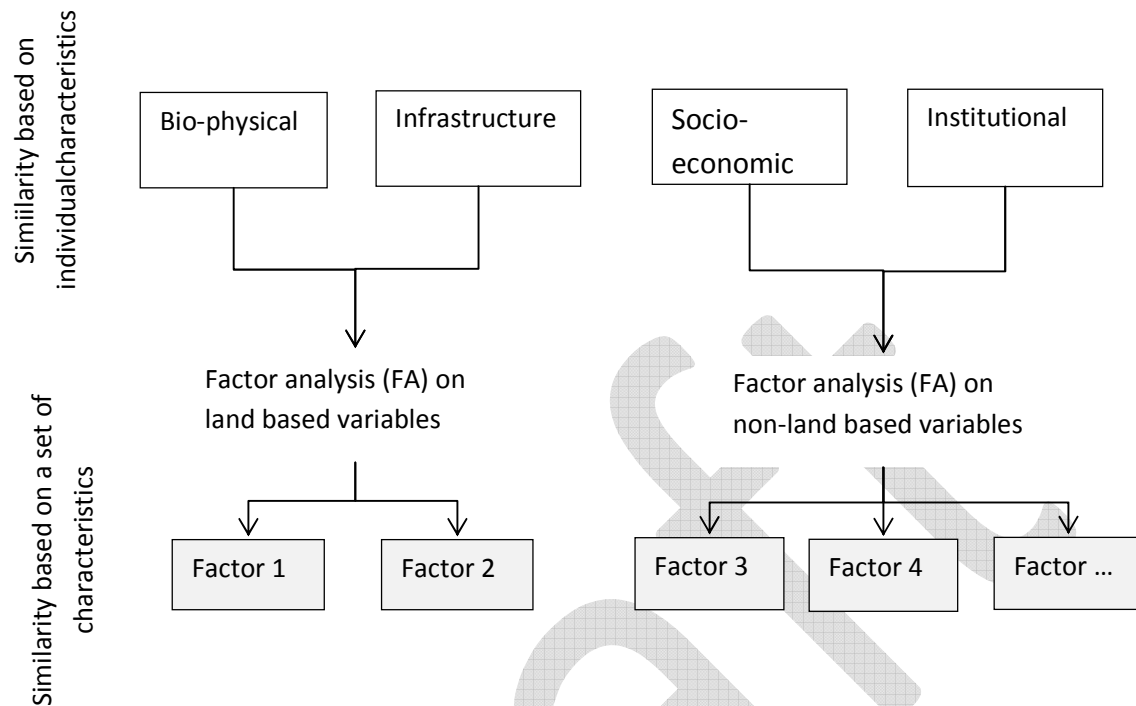 Simiilarity based on
individualcharacteristics
Bio-physical
Infrastructure
Socio-
economic
Institutional
Factor analysis (FA) on
land based variables
Factor analysis (FA) on
non-land based variables
Similarity based on a set of
characteristics
Factor 1
Factor 2
Factor 3
Factor 4
Factor ...